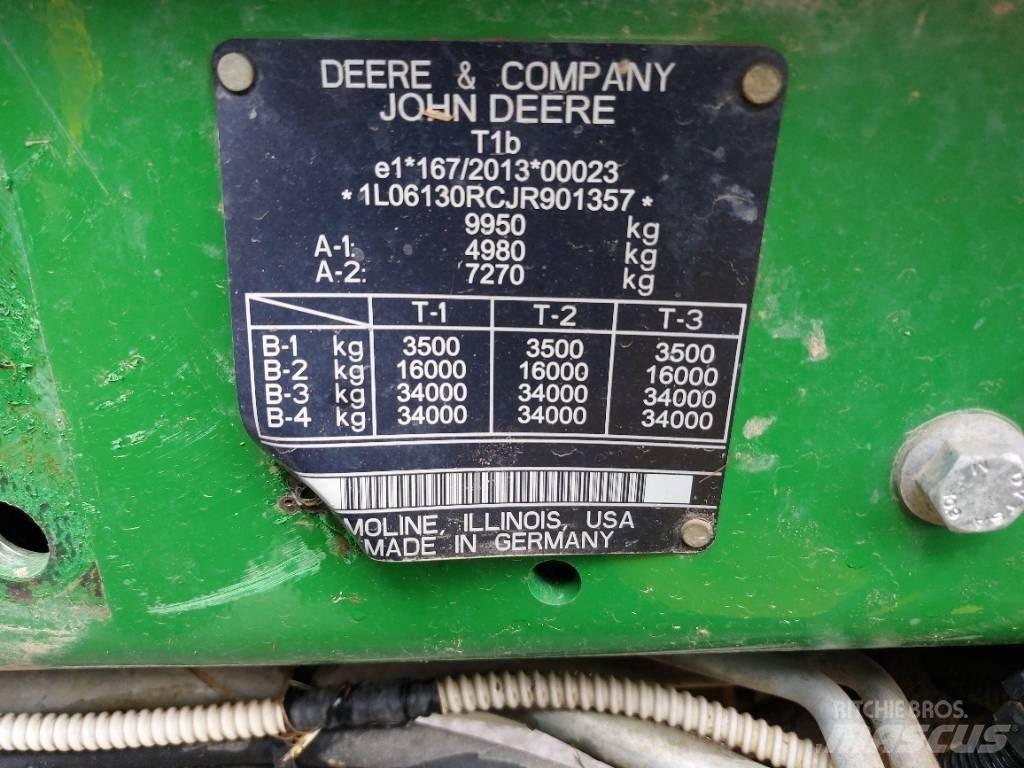 DEERE & COMPANY
JOHN DEERE
T1b
e1*167/2013*00023
*1L06130RCJR901357*
9950 kg
A-1: 4980 kg
A-2: 7270 kg
T-1 T-2 T-3
B-1 kg 3500 3500 3500
B-2 kg 16000 16000 16000
B-3 kg 34000 34000 34000
B-4 kg 34000 34000 34000
MOLINE, ILLINOIS, USA
MADE IN GERMANY
RITCHIE BROS.
MASCUS